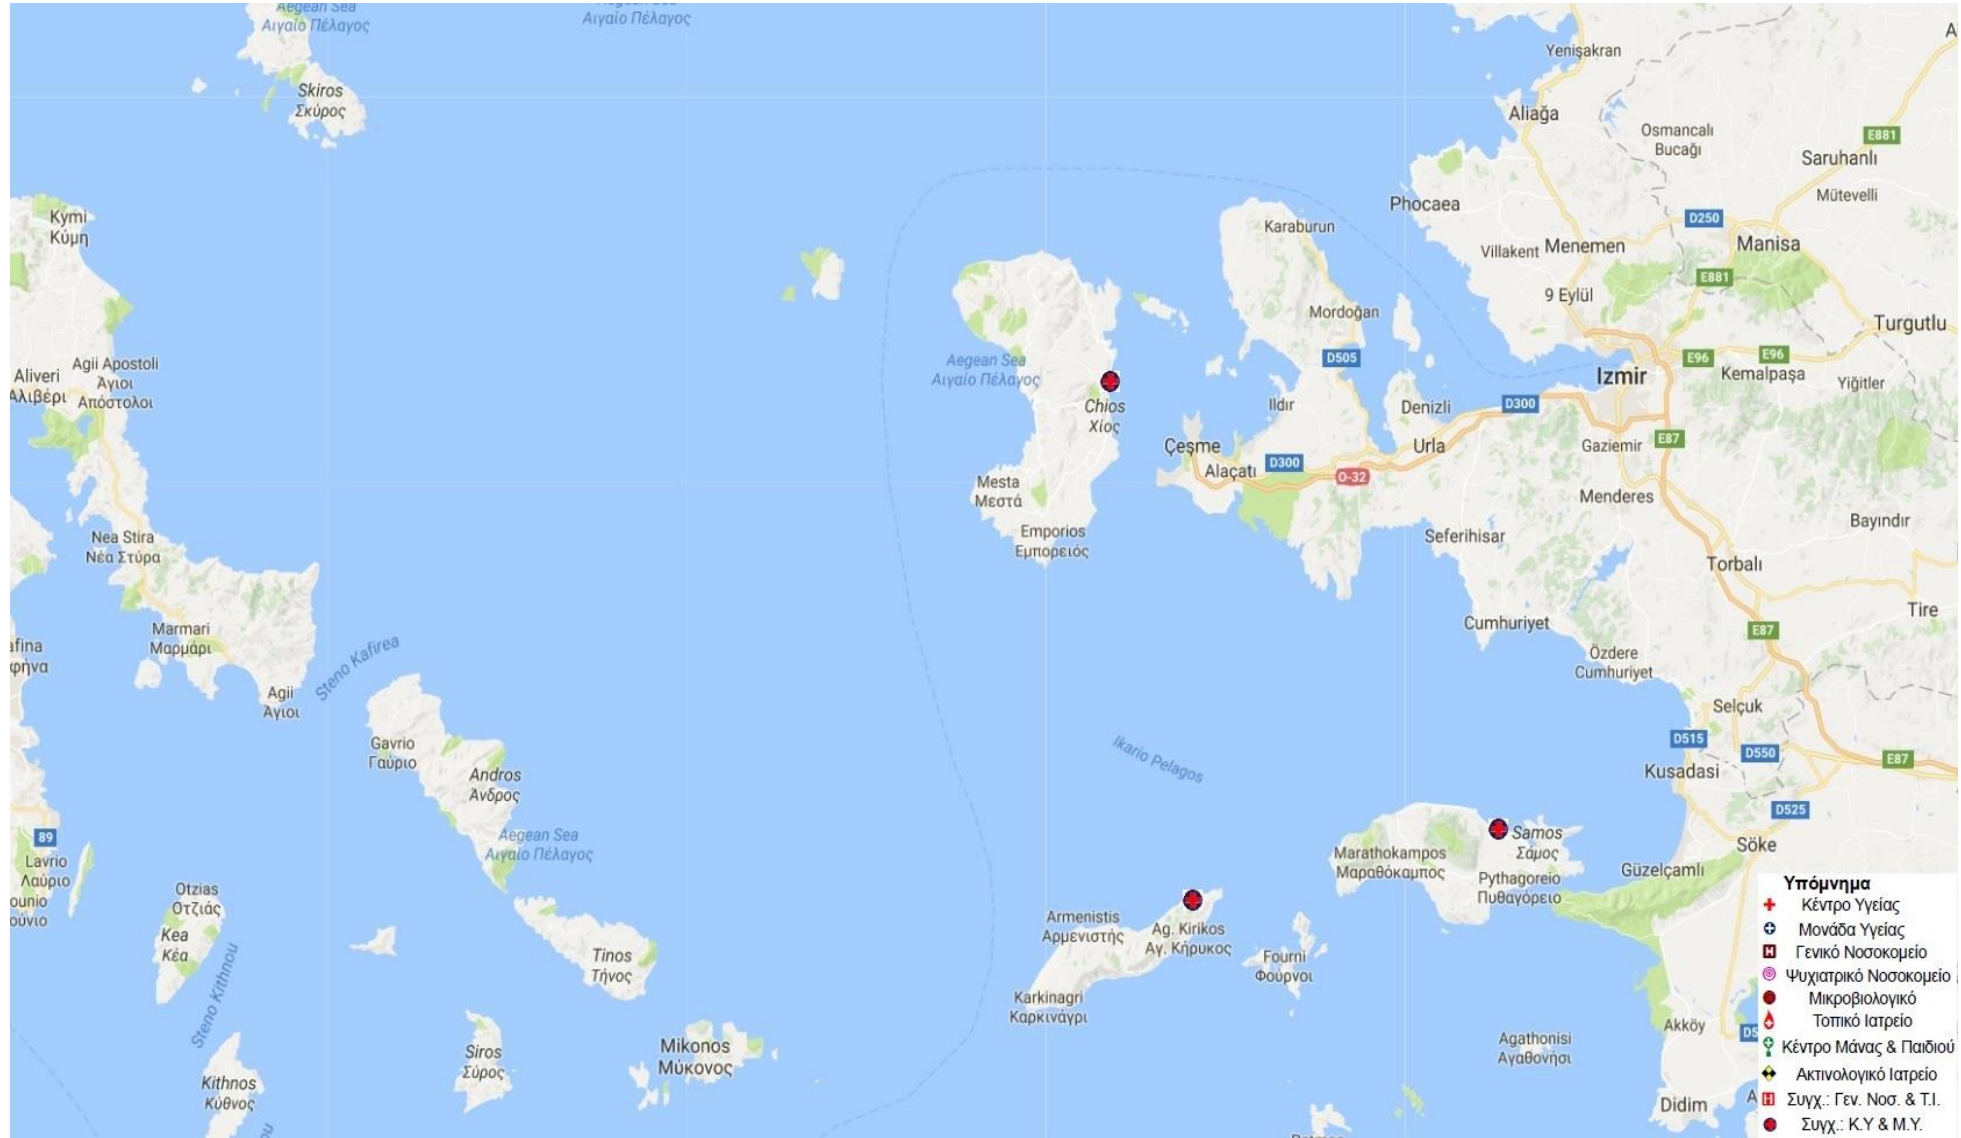 Aegean Sea
Αιγαίο Πέλαγος
Αιγαίο Πέλαγος
Skiros
Σκύρος
Yenişakran
Aliağa
Osmancalı
Bucağı
E881
Saruhanlı
Mütevelli
Phocaea
D250
Kymi
Κύμη
Karaburun
Villakent
Menemen
Manisa
E881
9 Eylül
Mordoğan
Turgutlu
Aegean Sea
Αιγαίο Πέλαγος
D505
E96
E96
Agii Apostoli
Άγιοι
Απόστολοι
Aliveri
Αλιβέρι
Izmir
Kemalpaşa
Yiğitler
Chios
Χίος
Ildır
Denizli
D300
Çeşme
Urla
Gaziemir
E87
Alaçatı
D300
O-32
Mesta
Μεστά
Menderes
Emporios
Εμπορειός
Bayındır
Nea Stira
Νέα Στύρα
Seferihisar
Torbalı
Tire
Marmari
Μαρμάρι
Cumhuriyet
E87
afina
φήνα
Steno Kafirea
Özdere
Cumhuriyet
Agii
Άγιοι
Selçuk
Gavrio
Γαύριο
Ikario Pelagos
D515
D550
E87
Andros
Άνδρος
Kusadasi
D525
Aegean Sea
Αιγαίο Πέλαγος
89
Lavrio
Λαύριο
ounio
ούνιο
Samos
Σάμος
Söke
Marathokampos
Μαραθόκαμπος
Pythagoreio
Πυθαγόρειο
Güzelçamlı
Otzias
Οτζιάς
Kea
Κέα
Armenistis
Αρμενιστής
Ag. Kirikos
Αγ. Κήρυκος
Tinos
Τήνος
Fourni
Φούρνοι
Steno Kithnou
Karkinagri
Καρκινάγρι
Akköy
Siros
Σύρος
Mikonos
Μύκονος
Agathonisi
Αγαθονήσι
Kithnos
Κύθνος
Didim
Υπόμνημα
Κέντρο Υγείας
Μονάδα Υγείας
H Γενικό Νοσοκομείο
Ψυχιατρικό Νοσοκομείο
Μικροβιολογικό
Τοπικό Ιατρείο
Κέντρο Μάνας & Παιδιού
Ακτινολογικό Ιατρείο
H Συγχ.: Γεν. Νοσ. & Τ.Ι.
Συγχ.: Κ.Υ & Μ.Υ.